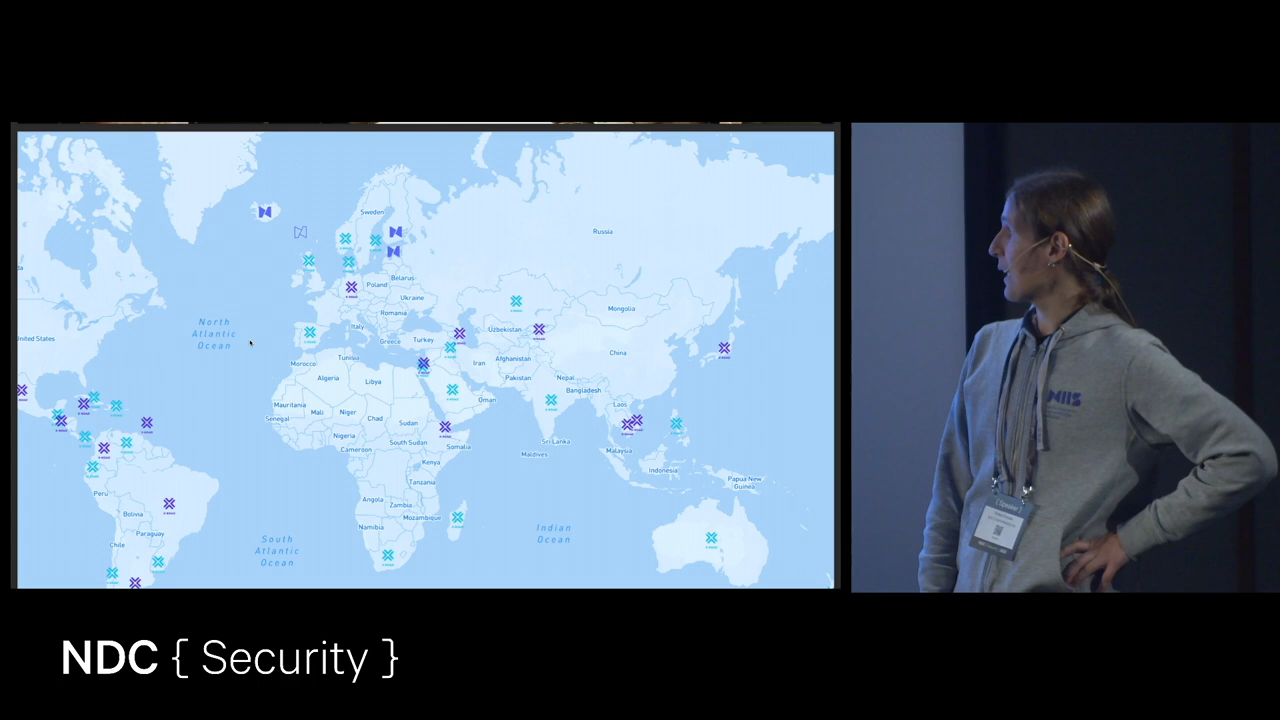 Sweden
Russia
Belarus
Poland
Ukraine
Mongolia
Romania
North
Atlantic
Ocean
Italy
Uzbekistan
United States
Greece
Turkey
China
Tunisia
Iran
Afghanistan
Morocco
Pakistan
Nepal
Algeria
Libya
Bangladesh
Oman
Mauritania
Mali
Niger
Chad
Sudan
Laos
Senegal
Nigeria
South Sudan
Somalia
Sri Lanka
Cameroon
Maldives
Malaysia
Kenya
Indonesia
Tanzania
Papua New
Guinea
Peru
Angola
Zambia
Bolivia
Mozambique
Namibia
Indian
Ocean
Paraguay
Chile
South
Atlantic
Ocean
X-ROAD
NIIS
NDC { Security }